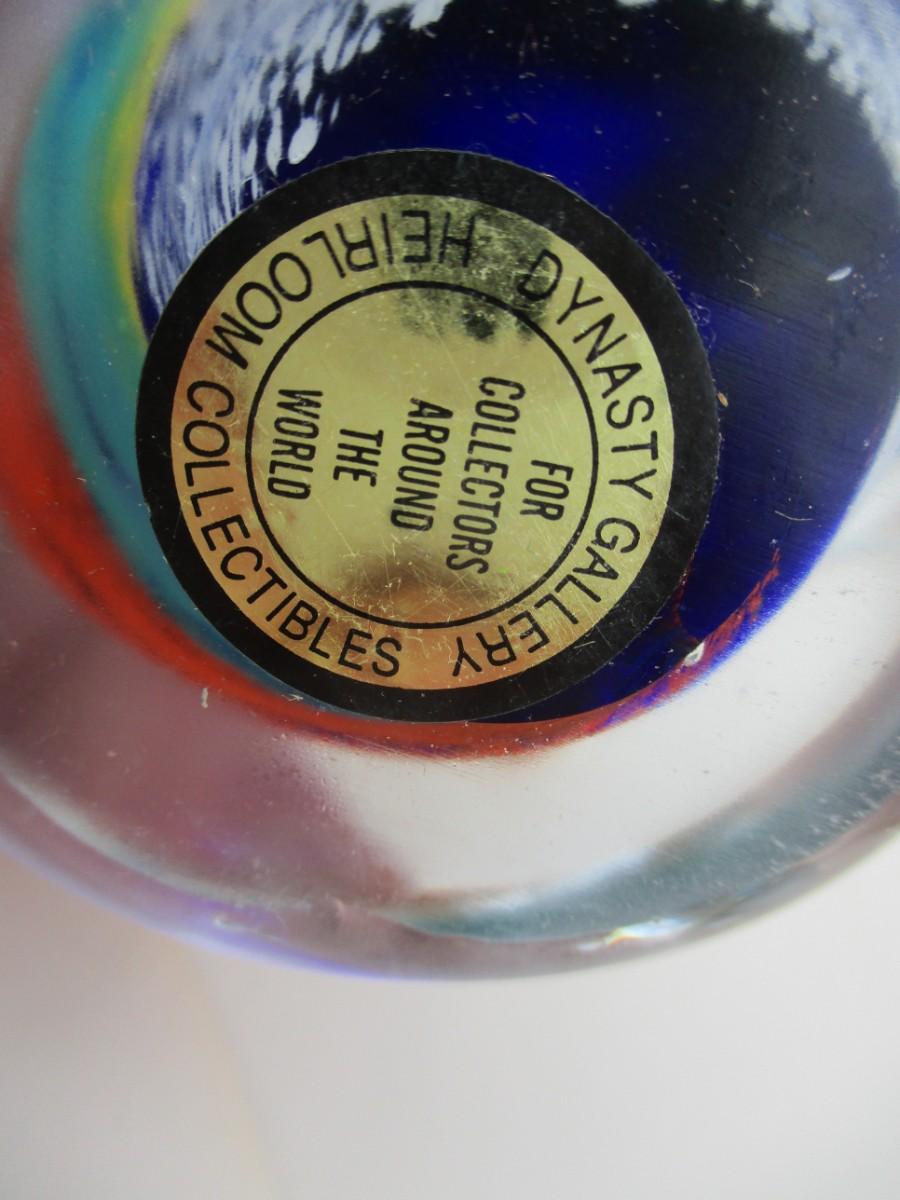 DYNASTY GALLERY
HEIRLOOM COLLECTIBLES
FOR
COLLECTORS
AROUND
THE
WORLD